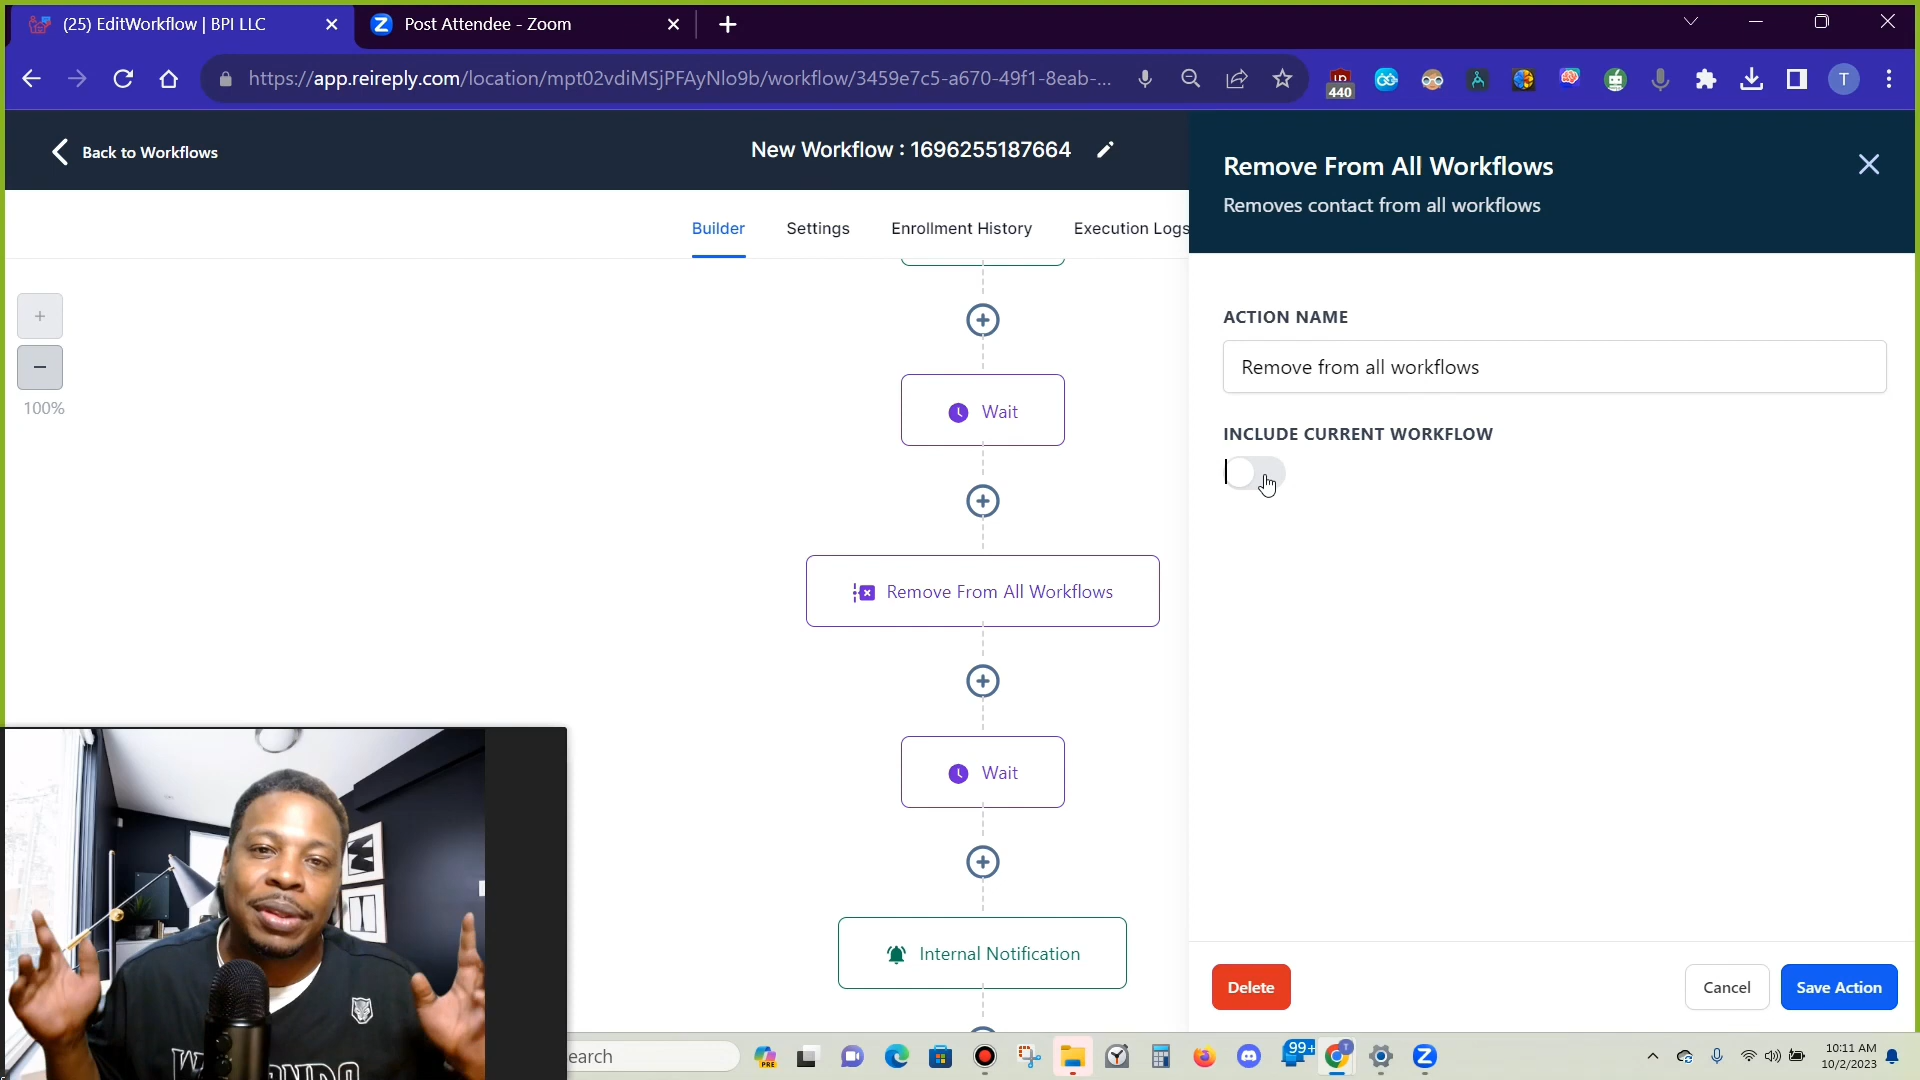 (25) EditWorkflow | BPI LLC
Post Attendee - Zoom
https://app.reireply.com/location/mpt02vdiMSjPFAyNlo9b/workflow/3459e7c5-a670-49f1-8eab-...
440
T
Back to Workflows
New Workflow : 1696255187664
Remove From All Workflows
Removes contact from all workflows
Builder
Settings
Enrollment History
Execution Logs
100%
ACTION NAME
Remove from all workflows
INCLUDE CURRENT WORKFLOW
Wait
Remove From All Workflows
Wait
Internal Notification
Delete
Cancel
Save Action
earch
PRE
99+
T
10:11 AM
10/2/2023